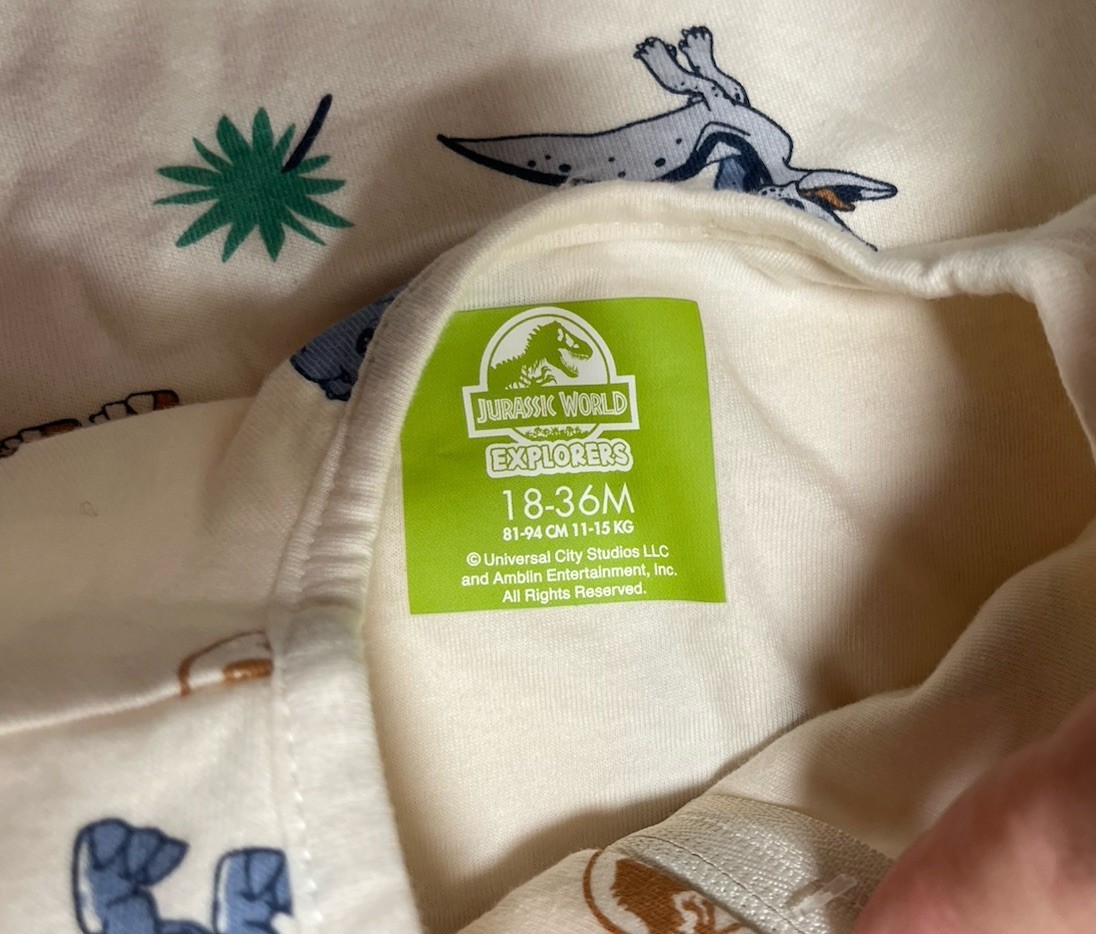 JURASSIC WORLD
EXPLORERS
18-36M
81-94 CM 11-15 KG
© Universal City Studios LLC
and Amblin Entertainment, Inc.
All Rights Reserved.